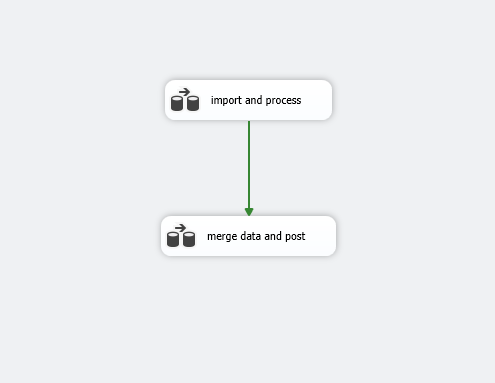 import and process
merge data and post